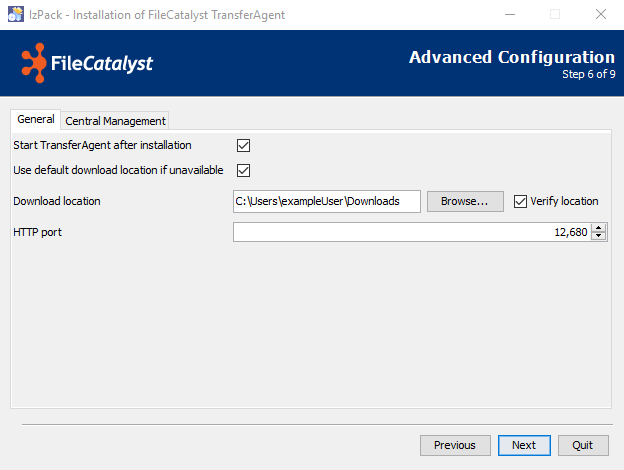 IzPack - Installation of FileCatalyst TransferAgent
FileCatalyst
Advanced Configuration
Step 6 of 9
General
Central Management
Start TransferAgent after installation
Use default download location if unavailable
Download location
C:\Users\exampleUser\Downloads
Browse...
Verify location
HTTP port
12,680
Previous
Next
Quit